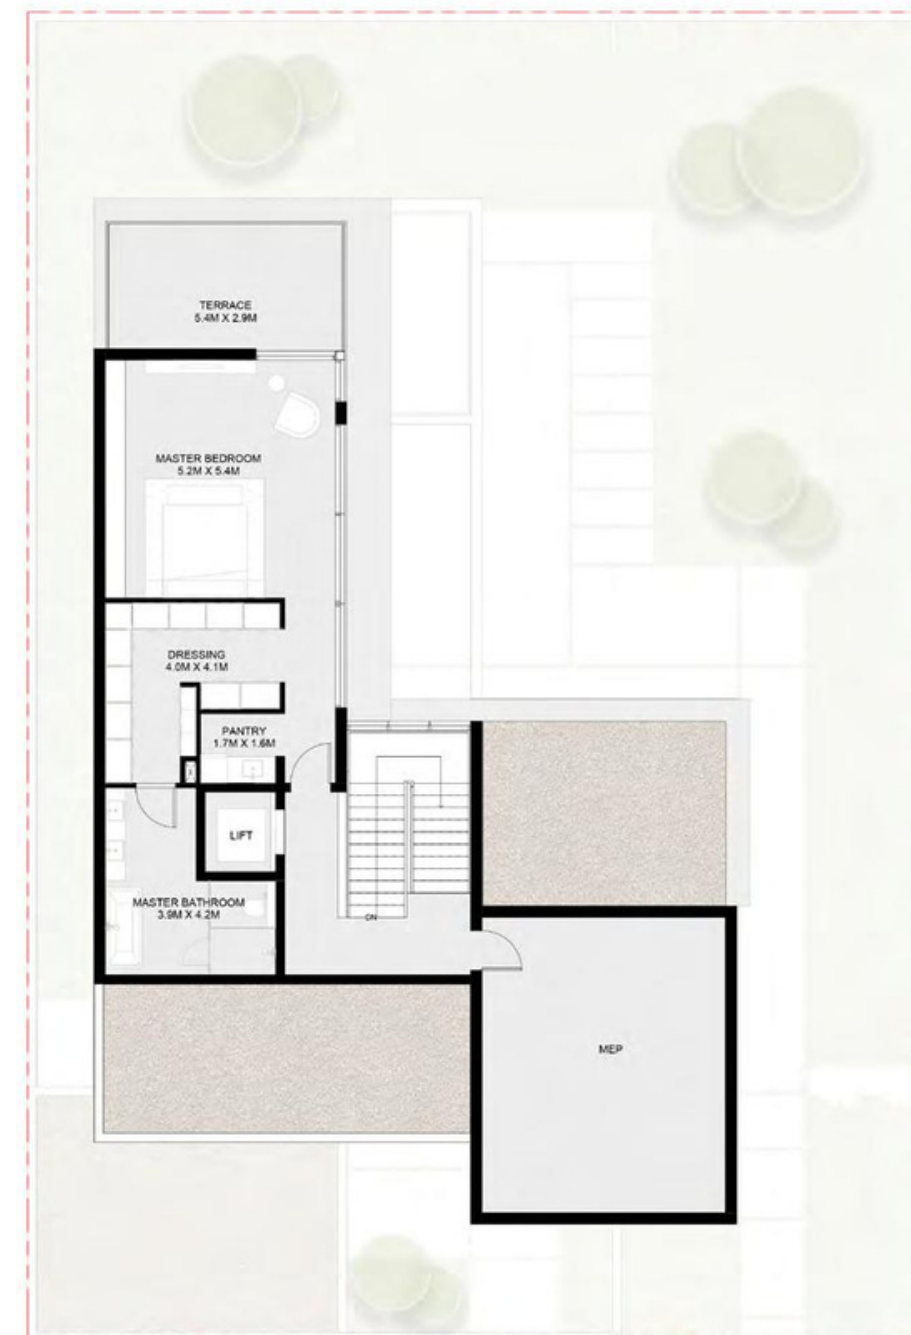 TERRACE
5.4M X 2.9M
MASTER BEDROOM
5.2M X 5.4M
DRESSING
4.0M X 4.1M
PANTRY
1.7M X 1.6M
LIFT
MASTER BATHROOM
3.9M X 4.2M
DN
MEP